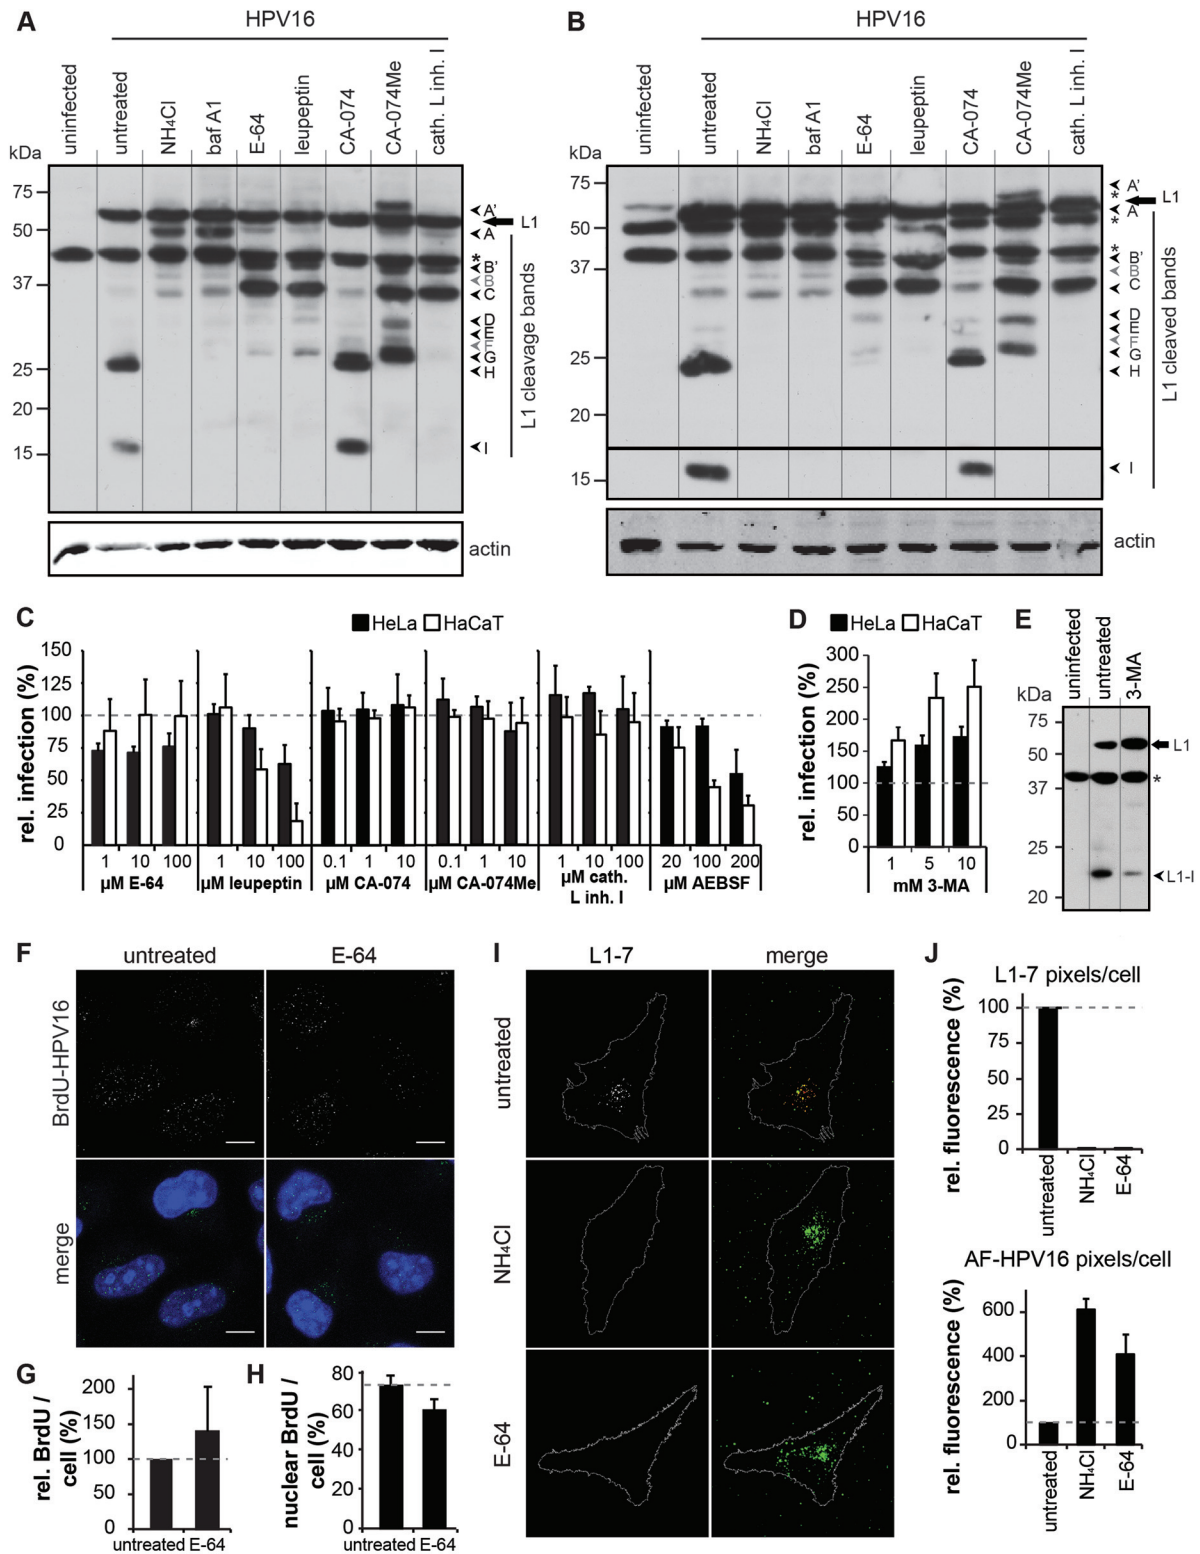 A
HPV16
uninfected
untreated
NH₄Cl
baf A1
E-64
leupeptin
CA-074
CA-074Me
cath. L inh. I
kDa
75
50
37
25
20
15
A'
L1
A
*
B'
B
C
D
E
F
G
H
I
L1 cleavage bands
actin
B
HPV16
uninfected
untreated
NH₄Cl
baf A1
E-64
leupeptin
CA-074
CA-074Me
cath. L inh. I
kDa
75
50
37
25
20
15
A'
*
L1
A
*
*
B'
B
C
D
E
F
G
H
I
L1 cleaved bands
actin
C
HeLa HaCaT
rel. infection (%)
150
125
100
75
50
25
0
1 10 100 1 10 100 0.1 1 10 0.1 1 10 1 10 100 20 100 200
µM E-64 µM leupeptin µM CA-074 µM CA-074Me µM cath. L inh. I µM AEBSF
D
HeLa HaCaT
rel. infection (%)
300
250
200
150
100
50
0
1 5 10
mM 3-MA
E
uninfected
untreated
3-MA
kDa
75
50
37
25
20
L1
*
L1-I
F
untreated E-64
BrdU-HPV16
merge
G
rel. BrdU / cell (%)
200
150
100
50
0
untreated E-64
H
nuclear BrdU / cell (%)
80
60
40
20
0
untreated E-64
I
L1-7 merge
untreated
NH₄Cl
E-64
J
L1-7 pixels/cell
rel. fluorescence (%)
100
75
50
25
0
untreated
NH₄Cl
E-64
AF-HPV16 pixels/cell
rel. fluorescence (%)
600
400
200
0
untreated
NH₄Cl
E-64